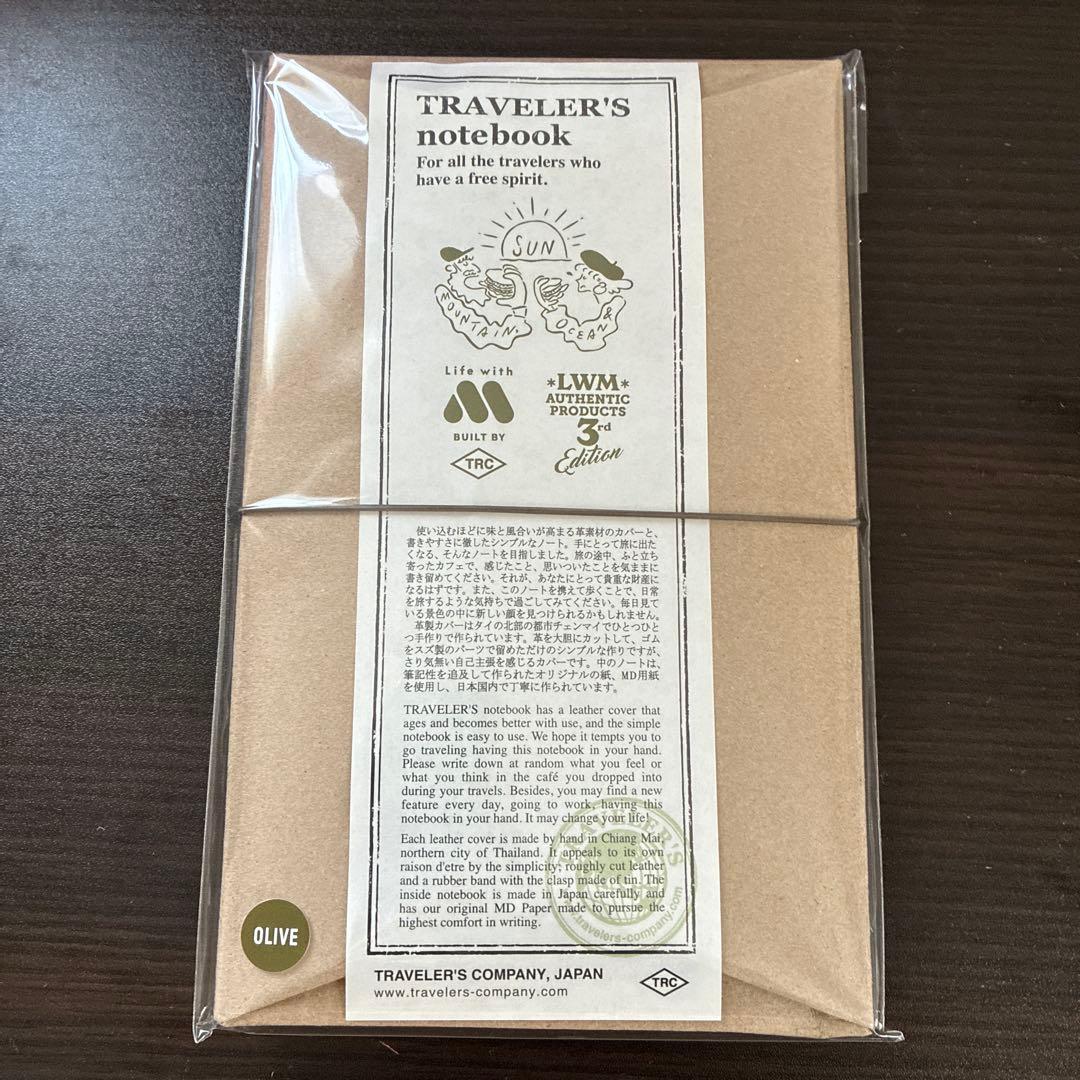 TRAVELER'S
notebook
For all the travelers who
have a free spirit.
SUN
MOUNTAIN,
OCEAN &
Life with
BUILT BY
TRC
*LWM*
AUTHENTIC
PRODUCTS
3rd
Edition
使い込むほどに味と風合いが高まる革素材のカバーと、
書きやすさに徹したシンプルなノート。手にとって旅に出た
くなる、そんなノートを目指しました。旅の途中、ふと立ち
寄ったカフェで、感じたこと、思いついたことを気ままに
書き留めてください。それが、あなたにとって貴重な財産に
なるはずです。また、このノートを携えて歩くことで、日常
を旅するような気持ちで過ごしてみてください。毎日見て
いる景色の中に新しい顔を見つけられるかもしれません。
革製カバーはタイの北部の都市チェンマイでひとつひと
つ手作りで作られています。革を大胆にカットして、ゴム
をスズ製のパーツで留めただけのシンプルな作りですが、
さり気無い自己主張を感じるカバーです。中のノートは、
筆記性を追及して作られたオリジナルの紙、MD用紙
を使用し、日本国内で丁寧に作られています。
TRAVELER'S notebook has a leather cover that
ages and becomes better with use, and the simple
notebook is easy to use. We hope it tempts you to
go traveling having this notebook in your hand.
Please write down at random what you feel or
what you think in the café you dropped into
during your travels. Besides, you may find a new
feature every day, going to work, having this
notebook in your hand. It may change your life!
Each leather cover is made by hand in Chiang Mai,
northern city of Thailand. It appeals to its own
raison d'etre by the simplicity; roughly cut leather
and a rubber band with the clasp made of tin. The
inside notebook is made in Japan carefully and
has our original MD Paper made to pursue the
highest comfort in writing.
TRAVELER'S
travelers-company.com
OLIVE
TRAVELER'S COMPANY, JAPAN
www.travelers-company.com
TRC